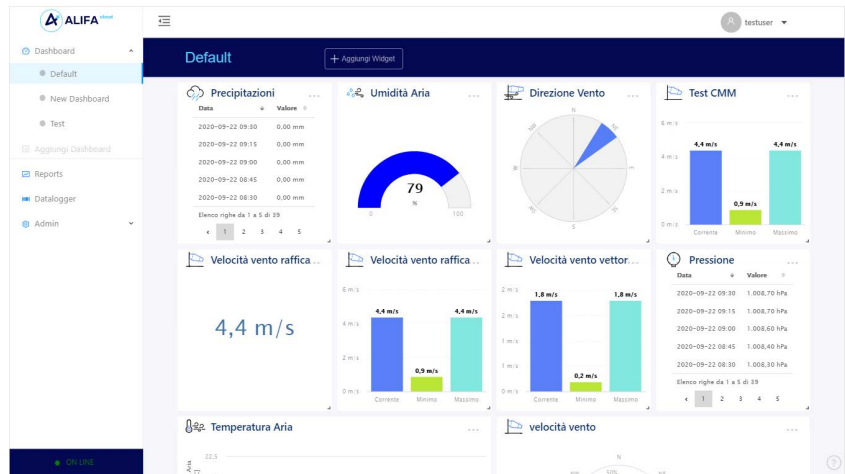 ALIFA cloud
testuser
Dashboard
Default
New Dashboard
Test
Aggiungi Dashboard
Reports
Datalogger
Admin
ON LINE
Default
+ Aggiungi Widget
Precipitazioni ...
Data Valore
2020-09-22 09:30 0,00 mm
2020-09-22 09:15 0,00 mm
2020-09-22 09:00 0,00 mm
2020-09-22 08:45 0,00 mm
2020-09-22 08:30 0,00 mm
Elenco righe da 1 a 5 di 39
‹ 1 2 3 4 5
Umidità Aria ...
79
%
0 100
Direzione Vento ...
N
NW NE
W E
SW SE
S
Test CMM ...
6 m/s
4 m/s
2 m/s
0 m/s
4,4 m/s
0,9 m/s
4,4 m/s
Corrente Minimo Massimo
Velocità vento raffica...
4,4 m/s
Velocità vento raffica...
6 m/s
4 m/s
2 m/s
0 m/s
4,4 m/s
0,9 m/s
4,4 m/s
Corrente Minimo Massimo
Velocità vento vettor...
2 m/s
2 m/s
1 m/s
1 m/s
0 m/s
1,8 m/s
0,2 m/s
1,8 m/s
Corrente Minimo Massimo
Pressione ...
Data Valore
2020-09-22 09:30 1.008,70 hPa
2020-09-22 09:15 1.008,70 hPa
2020-09-22 09:00 1.008,60 hPa
2020-09-22 08:45 1.008,40 hPa
2020-09-22 08:30 1.008,30 hPa
Elenco righe da 1 a 5 di 39
‹ 1 2 3 4 5
Temperatura Aria ...
22,5
Aria
velocità vento ...
N
NW 50% NE
?